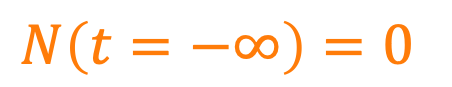 N(t = −∞) = 0